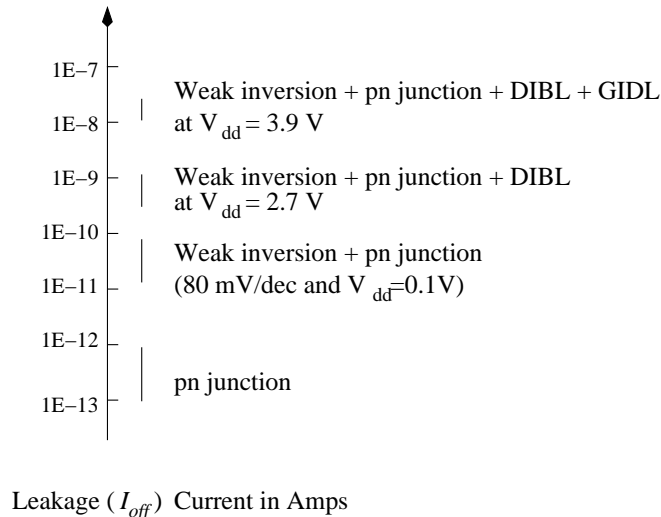 1E–7
Weak inversion + pn junction + DIBL + GIDL
at V dd = 3.9 V
1E–8
1E–9
Weak inversion + pn junction + DIBL
at V dd = 2.7 V
1E–10
Weak inversion + pn junction
(80 mV/dec and V dd=0.1V)
1E–11
1E–12
pn junction
1E–13
Leakage (Ioff) Current in Amps